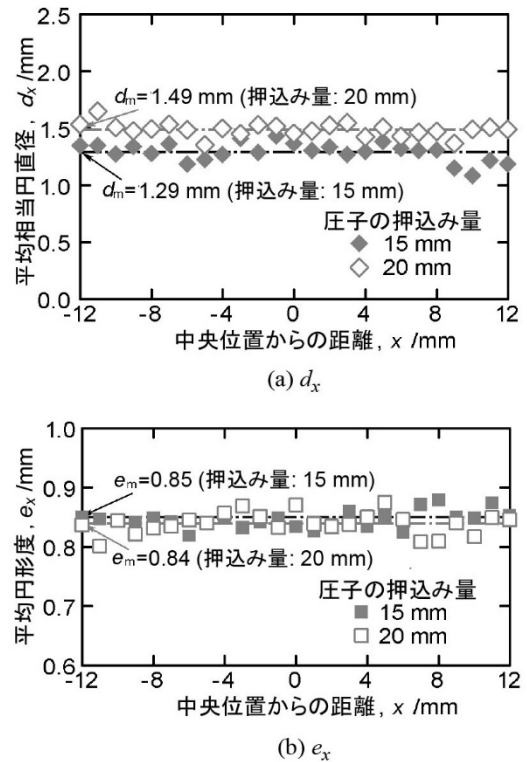 2.5
2.0
1.5
1.0
0.5
0.0
平均相当円直径, dx /mm
dm=1.49 mm (押込み量: 20 mm)
dm=1.29 mm (押込み量: 15 mm)
圧子の押込み量
15 mm
20 mm
-12 -8 -4 0 4 8 12
中央位置からの距離, x /mm
(a) dx
1.0
0.9
0.8
0.7
0.6
平均円形度, ex /mm
em=0.85 (押込み量: 15 mm)
em=0.84 (押込み量: 20 mm)
圧子の押込み量
15 mm
20 mm
-12 -8 -4 0 4 8 12
中央位置からの距離, x /mm
(b) ex